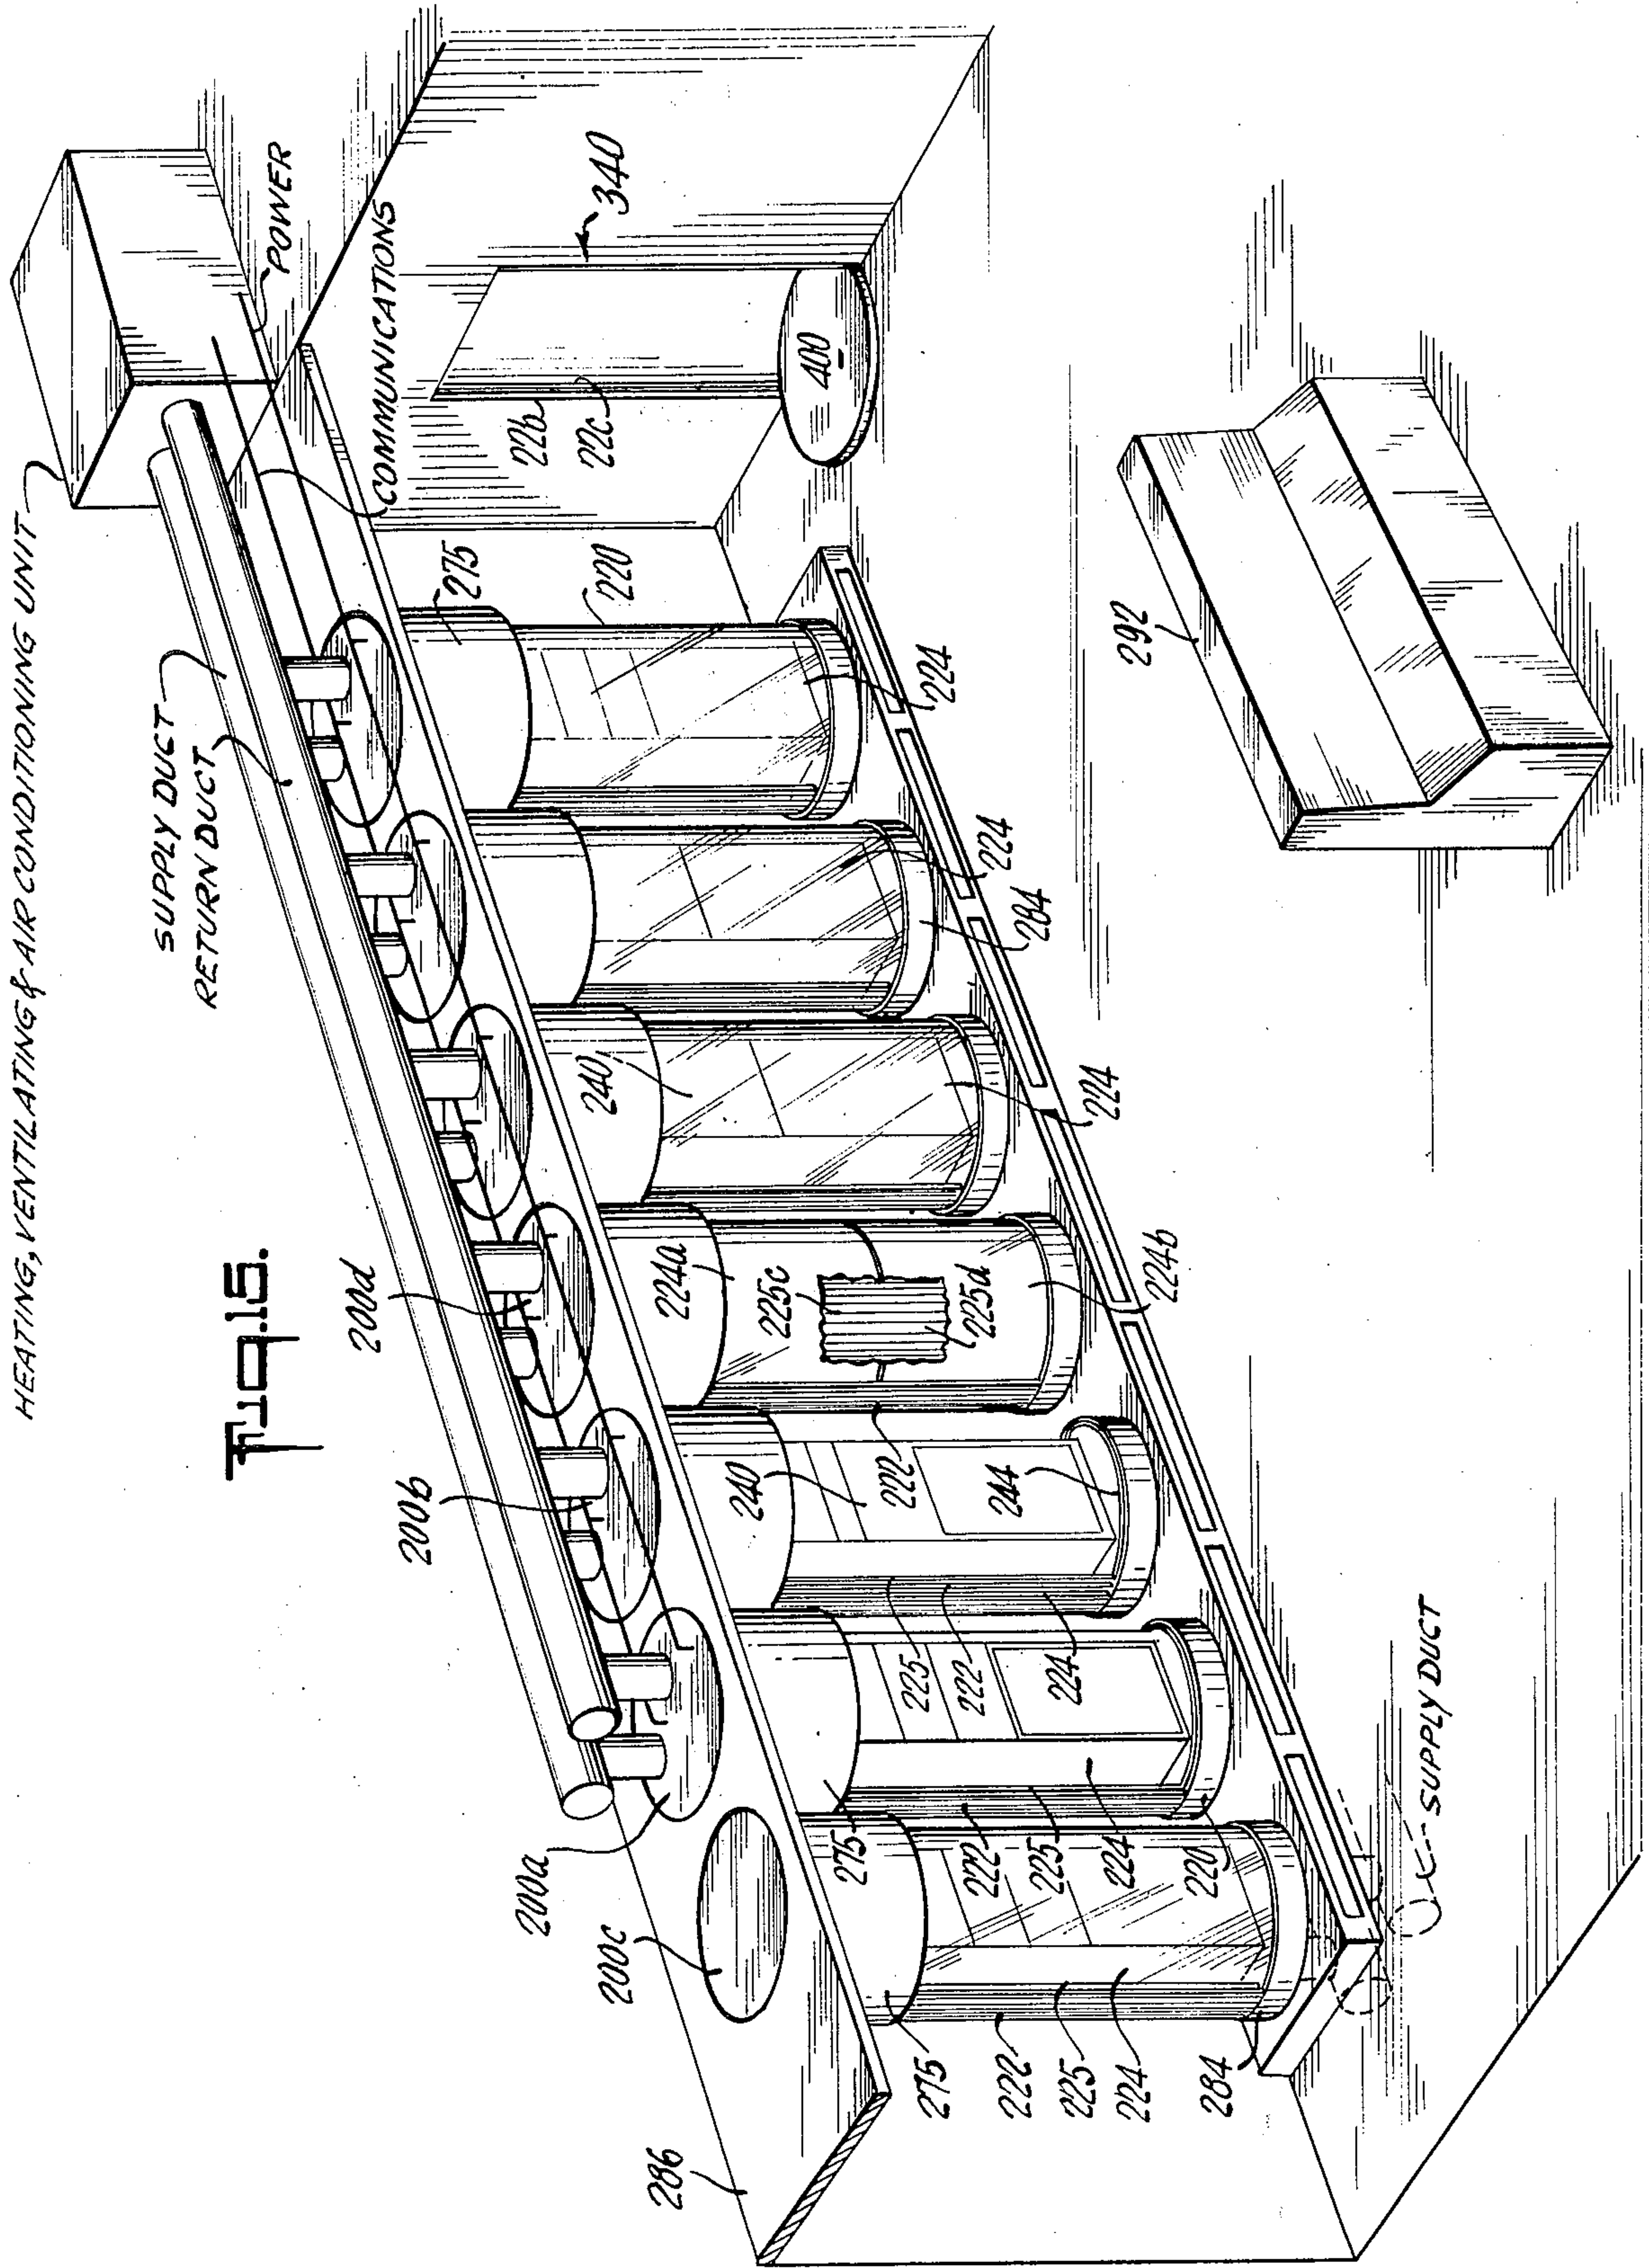 HEATING, VENTILATING & AIR CONDITIONING UNIT
POWER
COMMUNICATIONS
SUPPLY DUCT
RETURN DUCT
Fig. 15.
340
400
22b
22c
275
220
224
292
224
284
240
224
200d
224a
225c
225d
224b
200b
240
222
244
225
222
224
200a
275
222
225
224
220
SUPPLY DUCT
200c
275
222
225
224
284
286